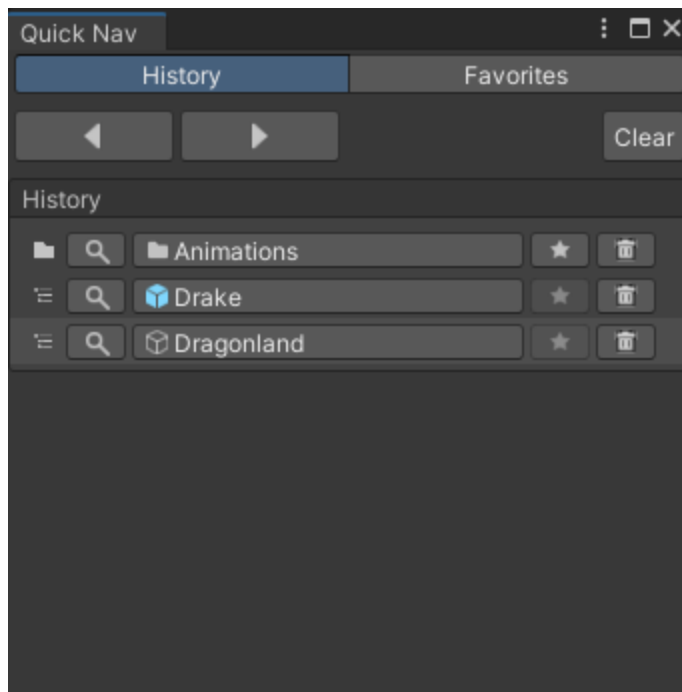 Quick Nav
History Favorites
Clear
History
Animations
Drake
Dragonland